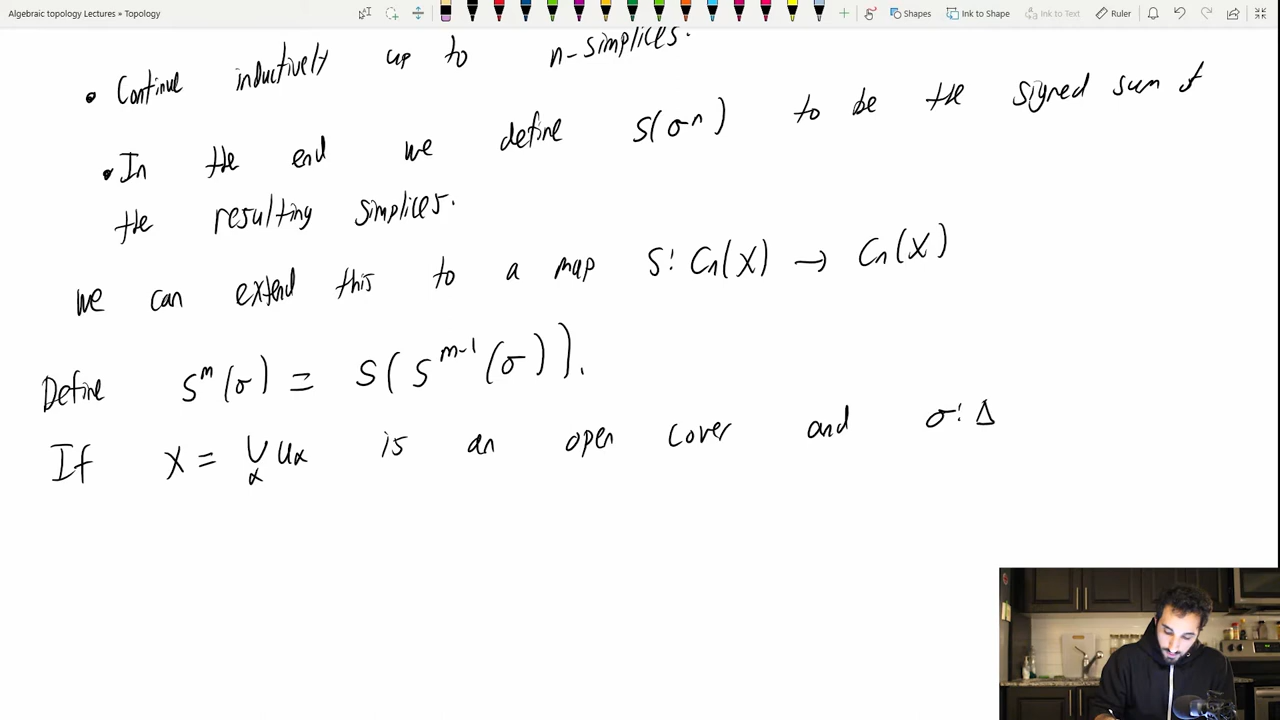 Algebraic topology Lectures » Topology
Shapes Ink to Shape Ink to Text Ruler
• Continue inductively up to n-simplices.
• In the end we define S(σⁿ) to be the signed sum of
the resulting simplices.
we can extend this to a map S: Cn(X) → Cn(X)
Define Sᵐ(σ) = S(Sᵐ⁻¹(σ)).
If X = ∪ Uα is an open cover and σ: Δ
α